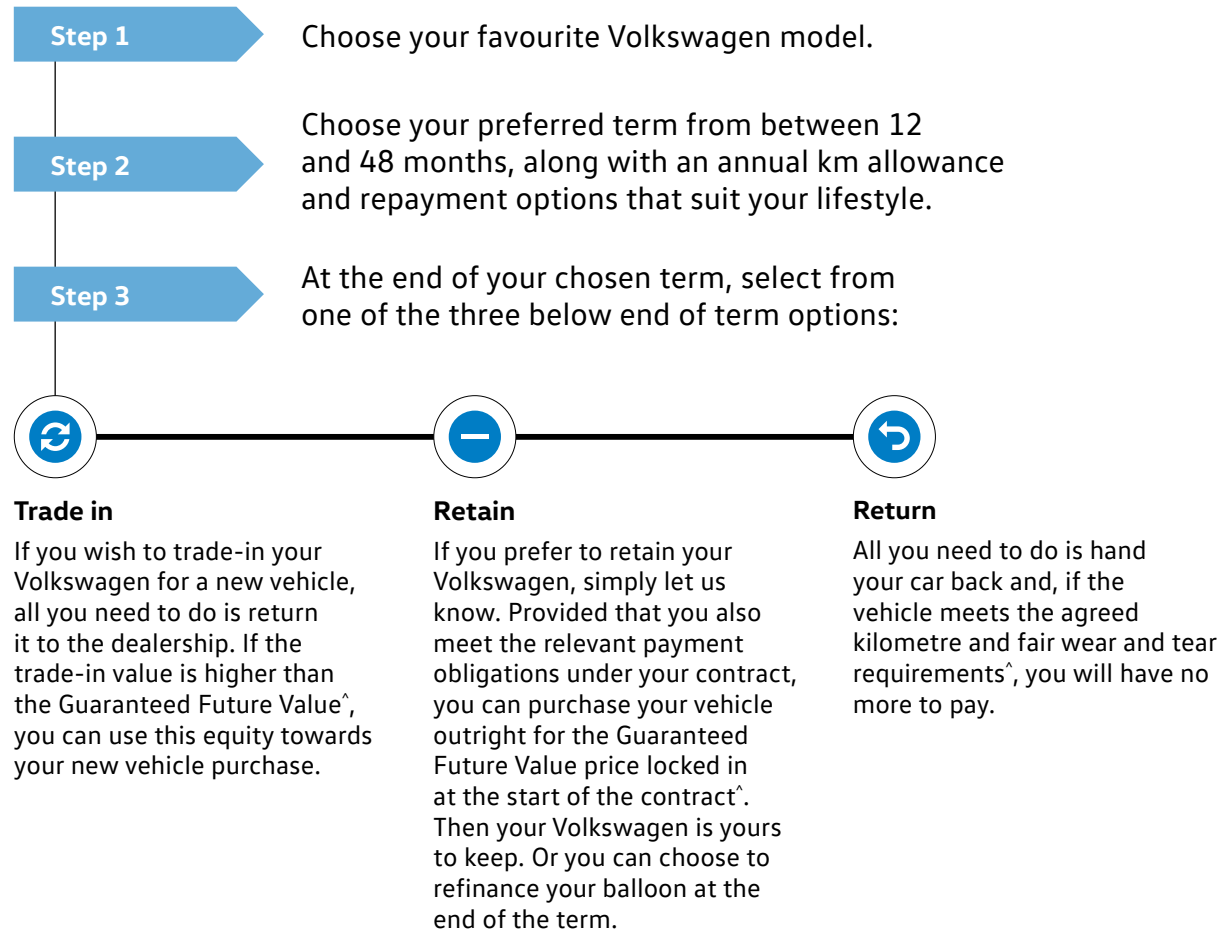 Step 1
Choose your favourite Volkswagen model.
Step 2
Choose your preferred term from between 12
and 48 months, along with an annual km allowance
and repayment options that suit your lifestyle.
Step 3
At the end of your chosen term, select from
one of the three below end of term options:
Trade in
If you wish to trade-in your
Volkswagen for a new vehicle,
all you need to do is return
it to the dealership. If the
trade-in value is higher than
the Guaranteed Future Value^,
you can use this equity towards
your new vehicle purchase.
Retain
If you prefer to retain your
Volkswagen, simply let us
know. Provided that you also
meet the relevant payment
obligations under your contract,
you can purchase your vehicle
outright for the Guaranteed
Future Value price locked in
at the start of the contract^.
Then your Volkswagen is yours
to keep. Or you can choose to
refinance your balloon at the
end of the term.
Return
All you need to do is hand
your car back and, if the
vehicle meets the agreed
kilometre and fair wear and tear
requirements^, you will have no
more to pay.